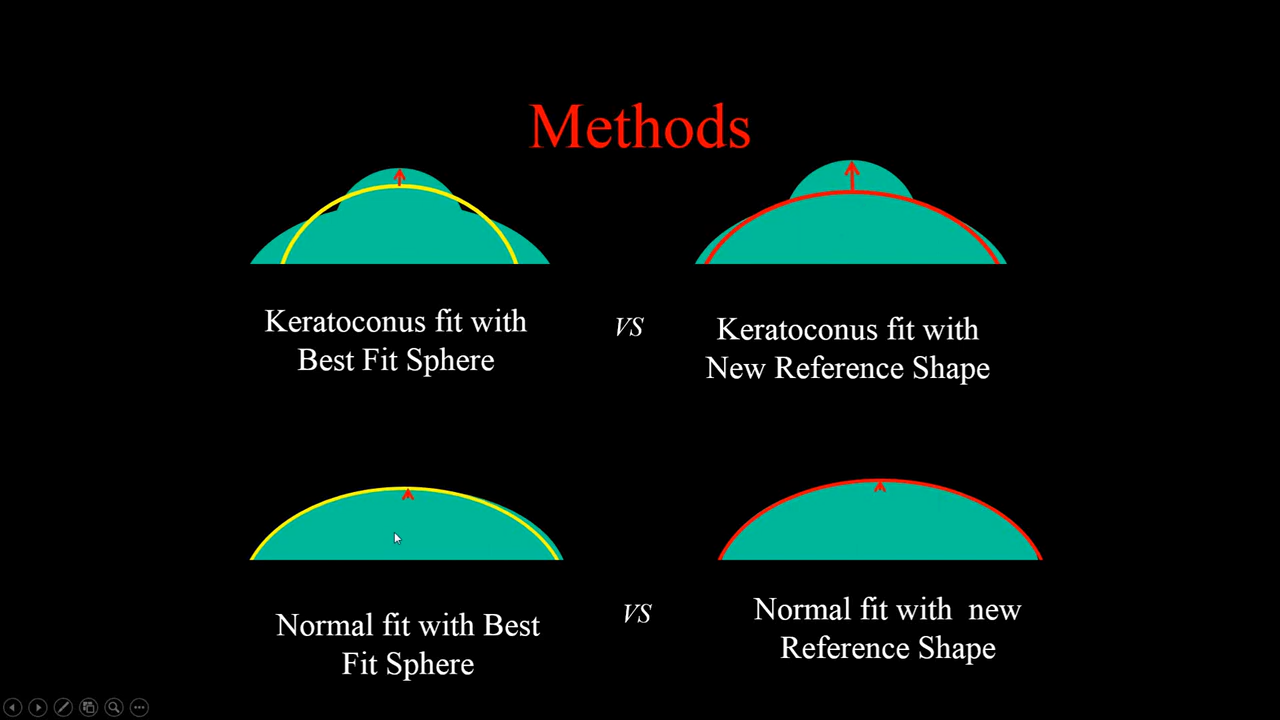 Methods
Keratoconus fit with
Best Fit Sphere
VS
Keratoconus fit with
New Reference Shape
Normal fit with Best
Fit Sphere
VS
Normal fit with  new
Reference Shape